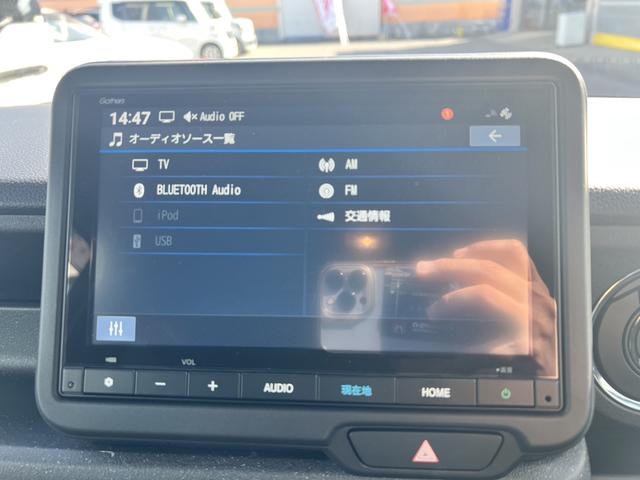 Gathers
14:47 Audio OFF 1
オーディオソース一覧
TV AM
BLUETOOTH Audio FM
iPod 交通情報
USB
VOL
AUDIO 現在地 HOME